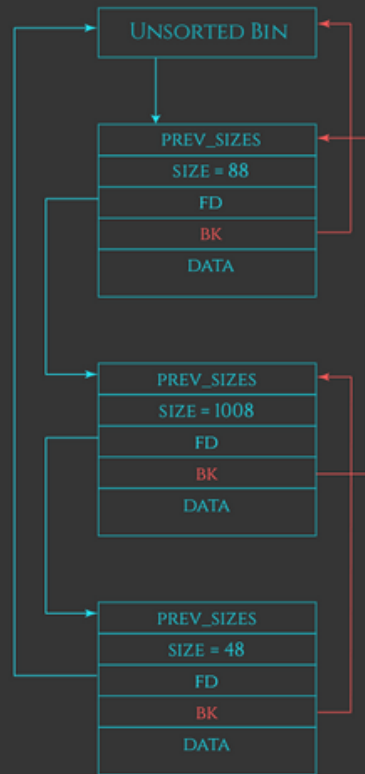 UNSORTED BIN
PREV_SIZES
SIZE = 88
FD
BK
DATA
PREV_SIZES
SIZE = 1008
FD
BK
DATA
PREV_SIZES
SIZE = 48
FD
BK
DATA